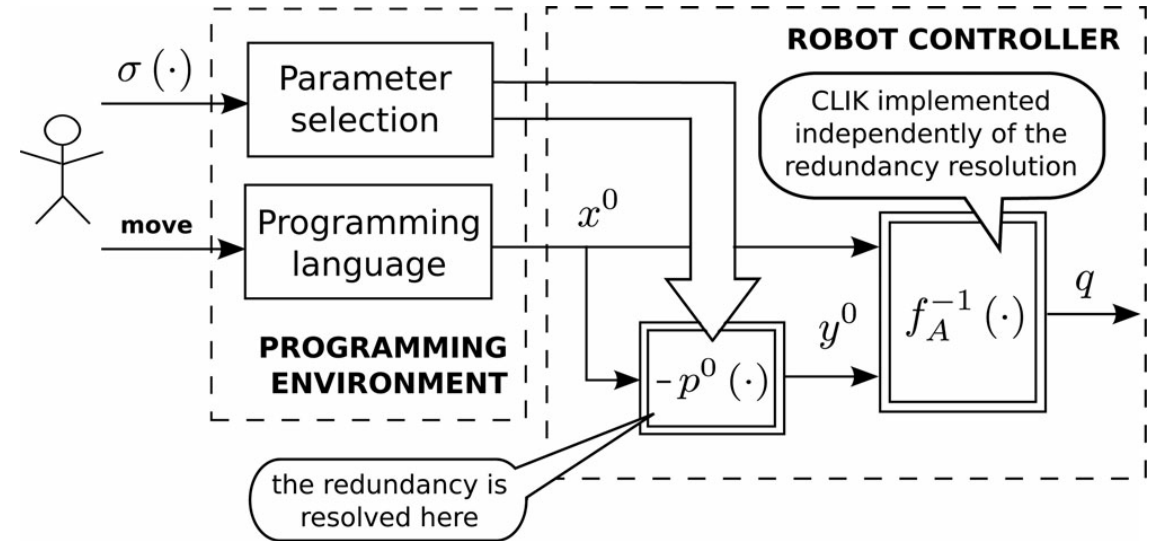 σ (·)
Parameter
selection
move
Programming
language
PROGRAMMING
ENVIRONMENT
ROBOT CONTROLLER
CLIK implemented
independently of the
redundancy resolution
x⁰
-p⁰ (·)
y⁰
f_A^{-1} (·)
q
the redundancy is
resolved here